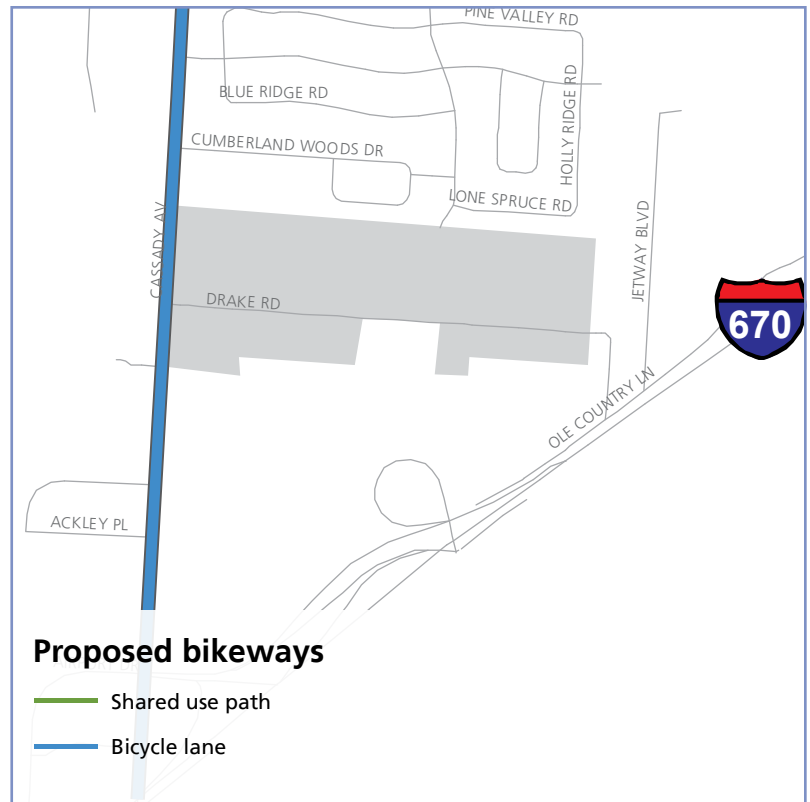 PINE VALLEY RD
BLUE RIDGE RD
HOLLY RIDGE RD
CUMBERLAND WOODS DR
LONE SPRUCE RD
CASSADY AV
JETWAY BLVD
DRAKE RD
670
OLE COUNTRY LN
ACKLEY PL
Proposed bikeways
Shared use path
Bicycle lane